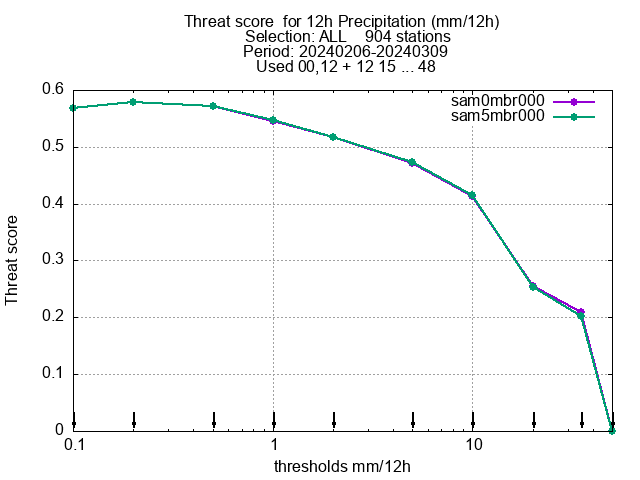 Threat score  for 12h Precipitation (mm/12h)
Selection: ALL    904 stations
Period: 20240206-20240309
Used 00,12 + 12 15 ... 48
sam0mbr000
sam5mbr000
0.6
0.5
0.4
0.3
0.2
0.1
0
Threat score
0.1 1 10
thresholds mm/12h